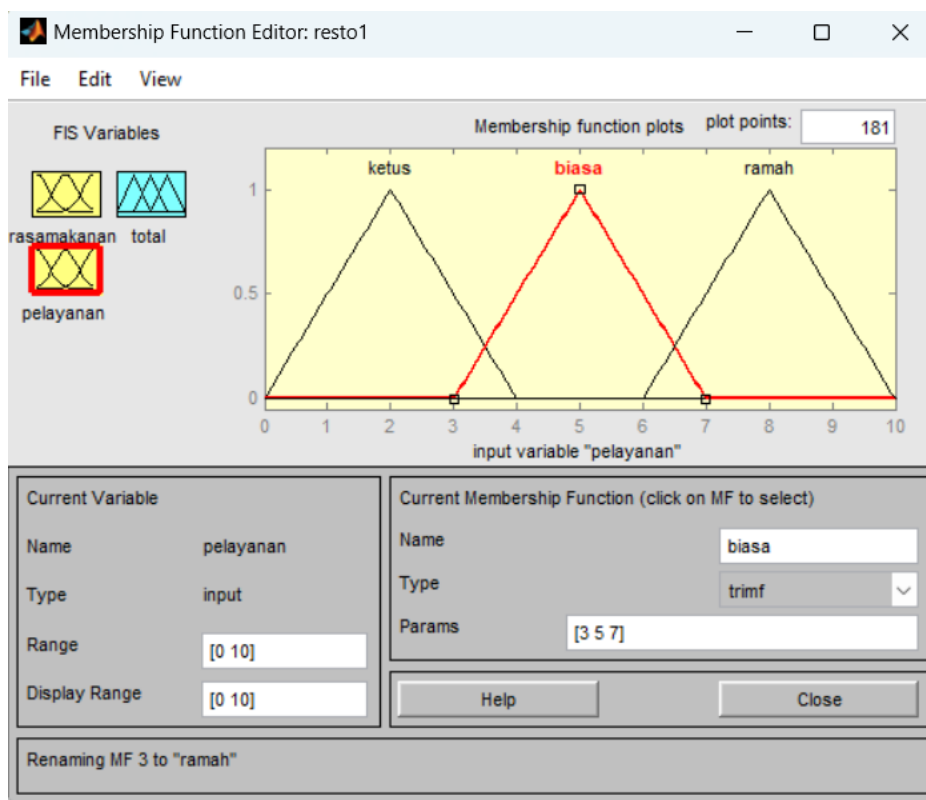 Membership Function Editor: resto1
File Edit View
FIS Variables
rasamakanan total
pelayanan
Membership function plots plot points: 181
ketus biasa ramah
1
0.5
0
0 1 2 3 4 5 6 7 8 9 10
input variable "pelayanan"
Current Variable
Name pelayanan
Type input
Range [0 10]
Display Range [0 10]
Current Membership Function (click on MF to select)
Name biasa
Type trimf
Params [3 5 7]
Help Close
Renaming MF 3 to "ramah"